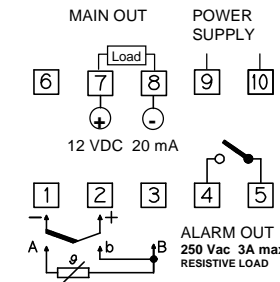 MAIN OUT
POWER
SUPPLY
Load
6 7 8 9 10
+ -
12 VDC 20 mA
1 2 3 4 5
- +
A b B
ϑ
ALARM OUT
250 Vac 3A max
RESISTIVE LOAD